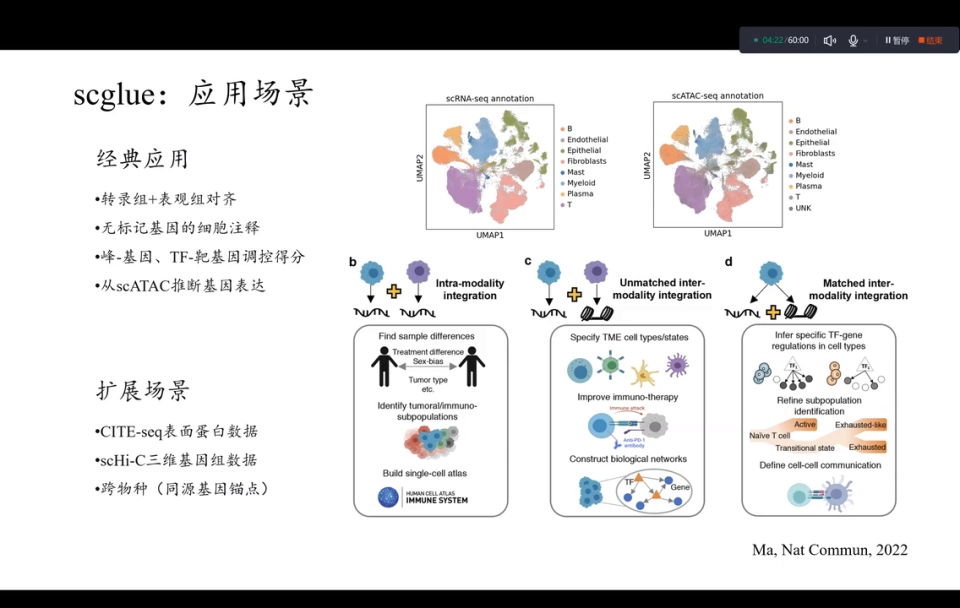 04:22/60:00
暂停
结束
scglue：应用场景
经典应用
•转录组+表观组对齐
•无标记基因的细胞注释
•峰-基因、TF-靶基因调控得分
•从scATAC推断基因表达
扩展场景
•CITE-seq表面蛋白数据
•scHi-C三维基因组数据
•跨物种（同源基因锚点）
scRNA-seq annotation
UMAP2
UMAP1
B
Endothelial
Epithelial
Fibroblasts
Mast
Myeloid
Plasma
T
scATAC-seq annotation
UMAP2
UMAP1
B
Endothelial
Epithelial
Fibroblasts
Mast
Myeloid
Plasma
T
UNK
b
Intra-modality
integration
Find sample differences
Treatment difference
Sex-bias
Tumor type
etc.
Identify tumoral/immuno-
subpopulations
Build single-cell atlas
HUMAN CELL ATLAS
IMMUNE SYSTEM
c
Unmatched inter-
modality integration
Specify TME cell types/states
Improve immuno-therapy
Immune attack
Anti-PD-1
antibody
Construct biological networks
TF
Gene
d
Matched inter-
modality integration
Infer specific TF-gene
regulations in cell types
Refine subpopulation
identification
Active
Exhausted-like
Naïve T cell
Transitional state
Exhausted
Define cell-cell communication
Ma, Nat Commun, 2022